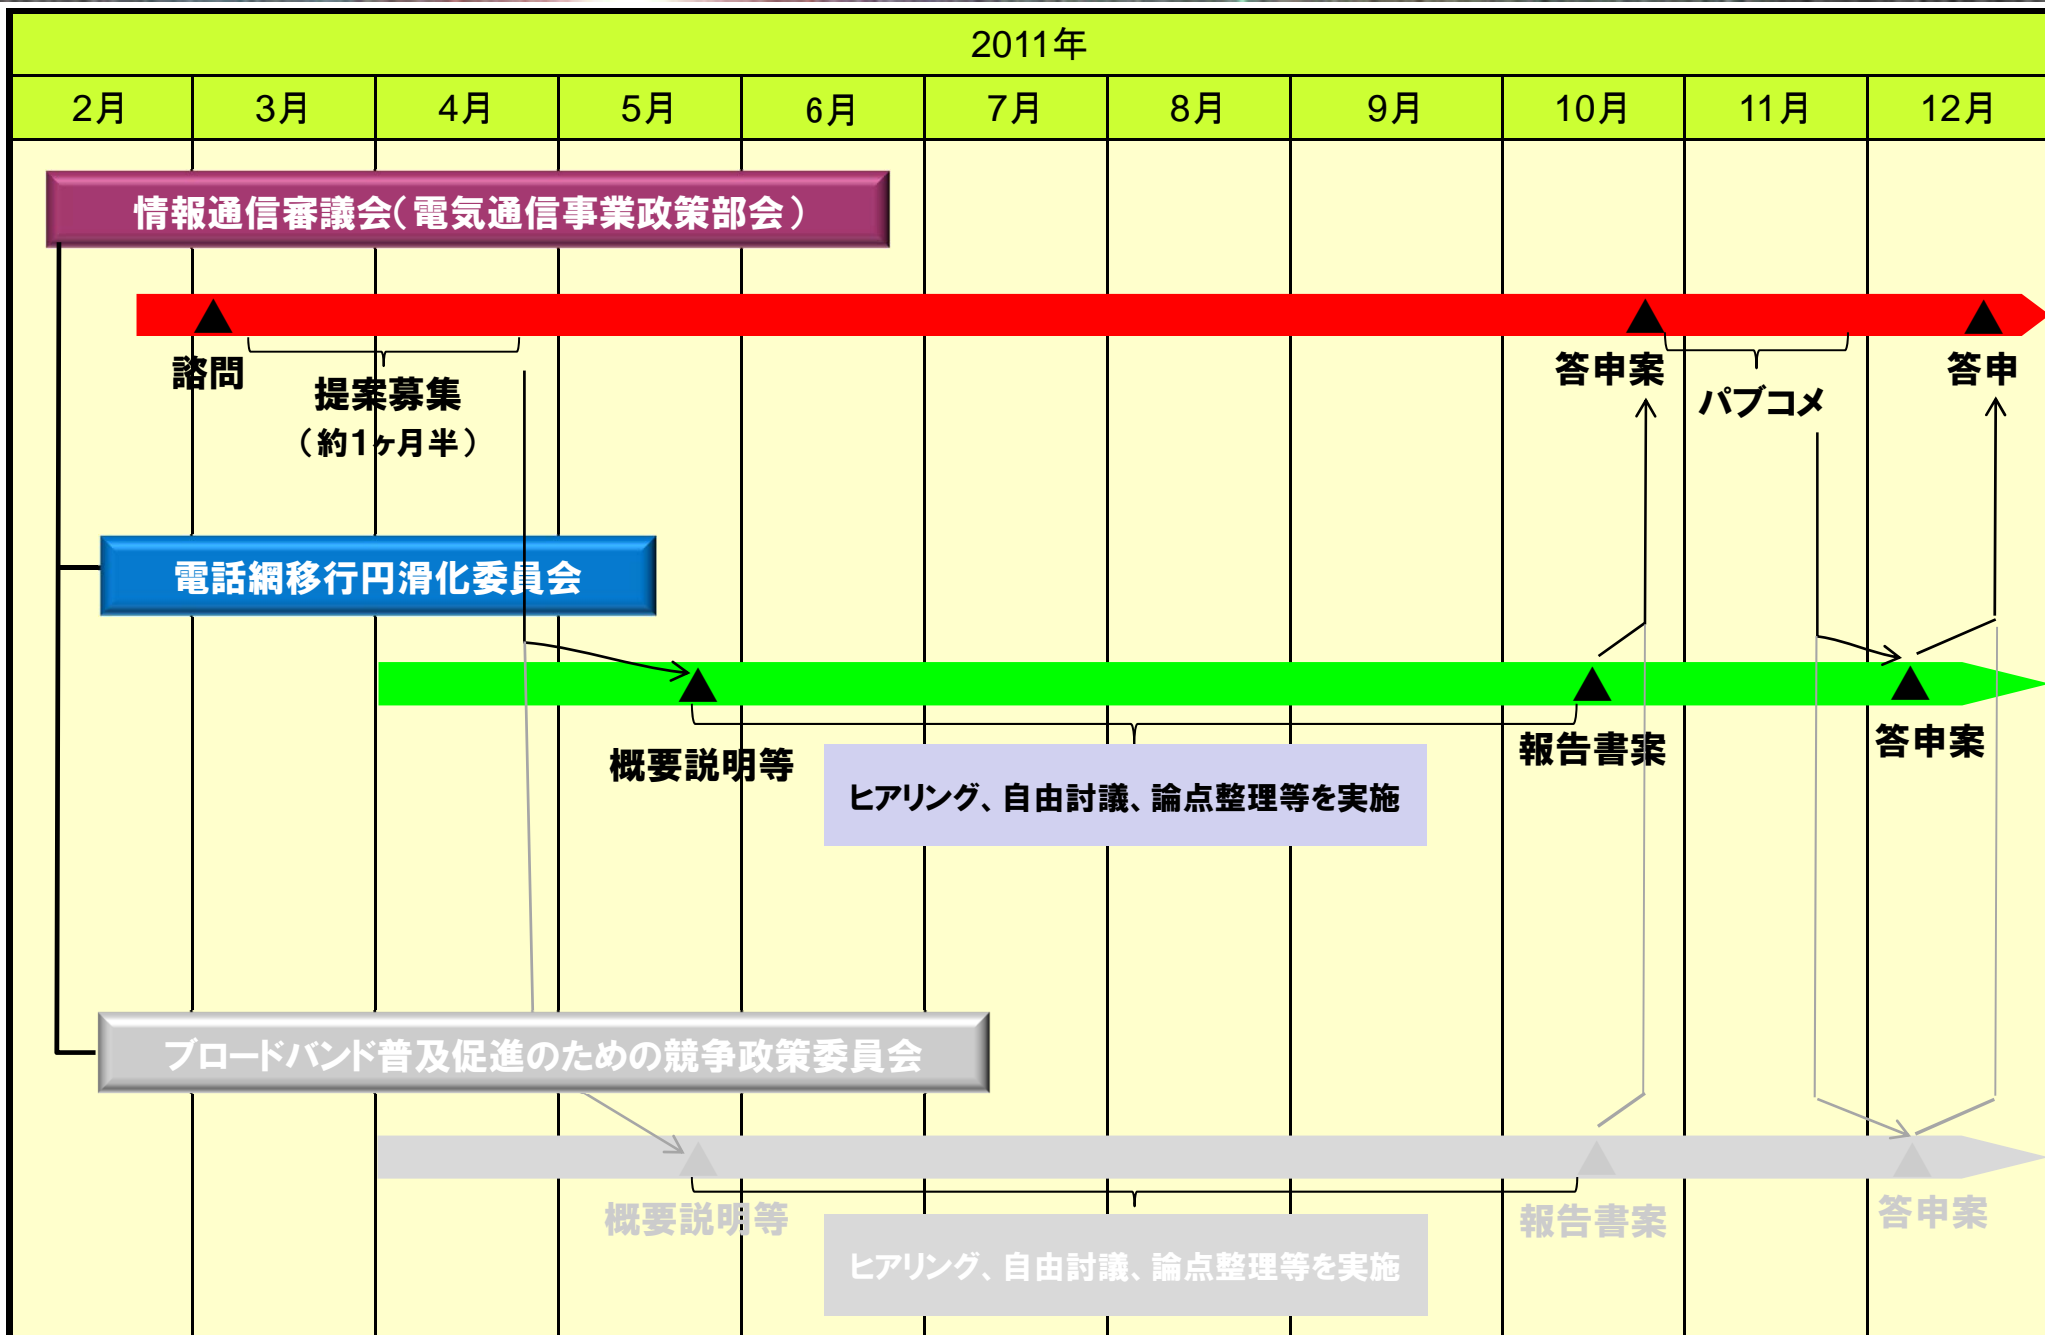 2011年
2月 3月 4月 5月 6月 7月 8月 9月 10月 11月 12月
情報通信審議会(電気通信事業政策部会)
諮問
提案募集
(約1ヶ月半)
答申案
パブコメ
答申
電話網移行円滑化委員会
概要説明等
ヒアリング、自由討議、論点整理等を実施
報告書案
答申案
ブロードバンド普及促進のための競争政策委員会
概要説明等
ヒアリング、自由討議、論点整理等を実施
報告書案
答申案